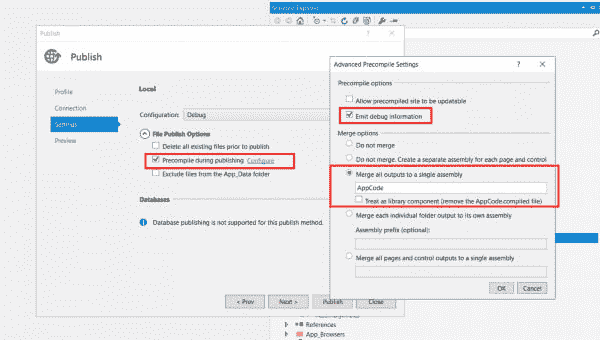 Publish
Publish
Profile
Connection
Settings
Preview
Local
Configuration: Debug
File Publish Options
Delete all existing files prior to publish
Precompile during publishing Configure
Exclude files from the App_Data folder
Databases
Database publishing is not supported for this publish method.
< Prev Next > Publish Close
Advanced Precompile Settings
Precompile options
Allow precompiled site to be updatable
Emit debug information
Merge options
Do not merge
Do not merge. Create a separate assembly for each page and control
Merge all outputs to a single assembly
AppCode
Treat as library component (remove the AppCode.compiled file)
Merge each individual folder output to its own assembly
Assembly prefix (optional):
Merge all pages and control outputs to a single assembly
OK Cancel
References
App_Browsers